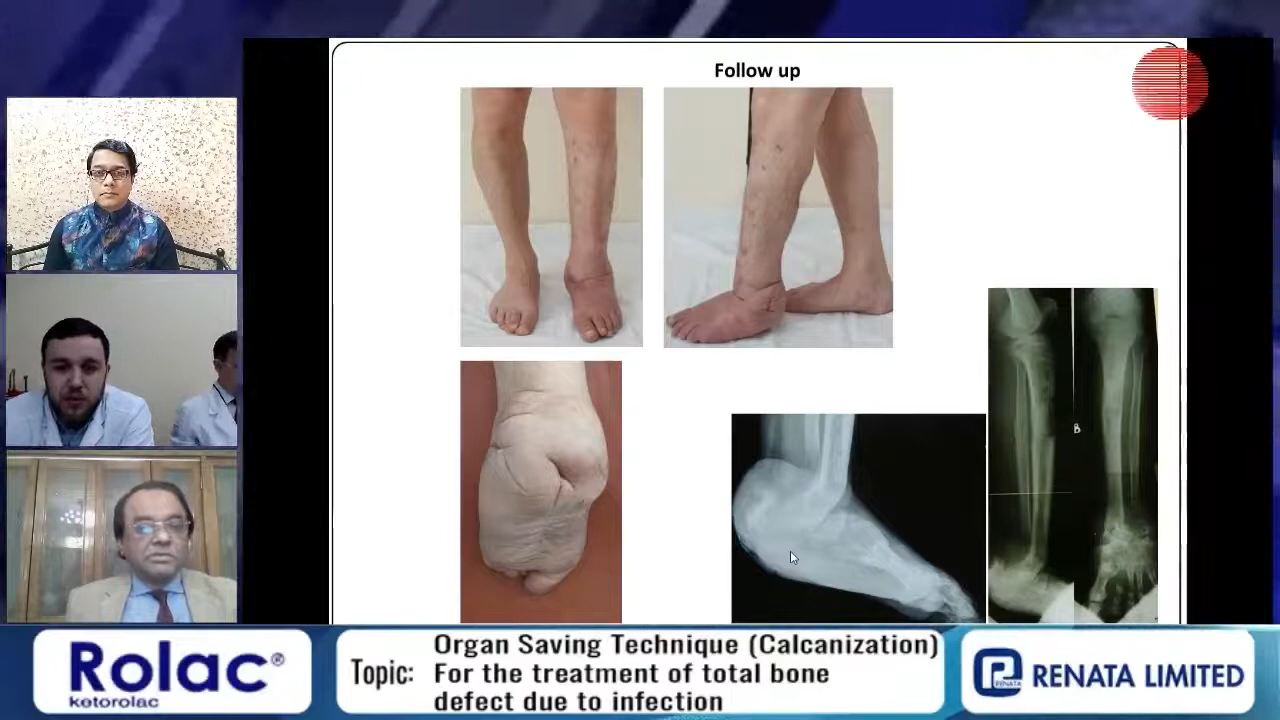 Follow up
B
Rolac®
ketorolac
Topic:
Organ Saving Technique (Calcanization)
For the treatment of total bone
defect due to infection
RENATA
RENATA LIMITED